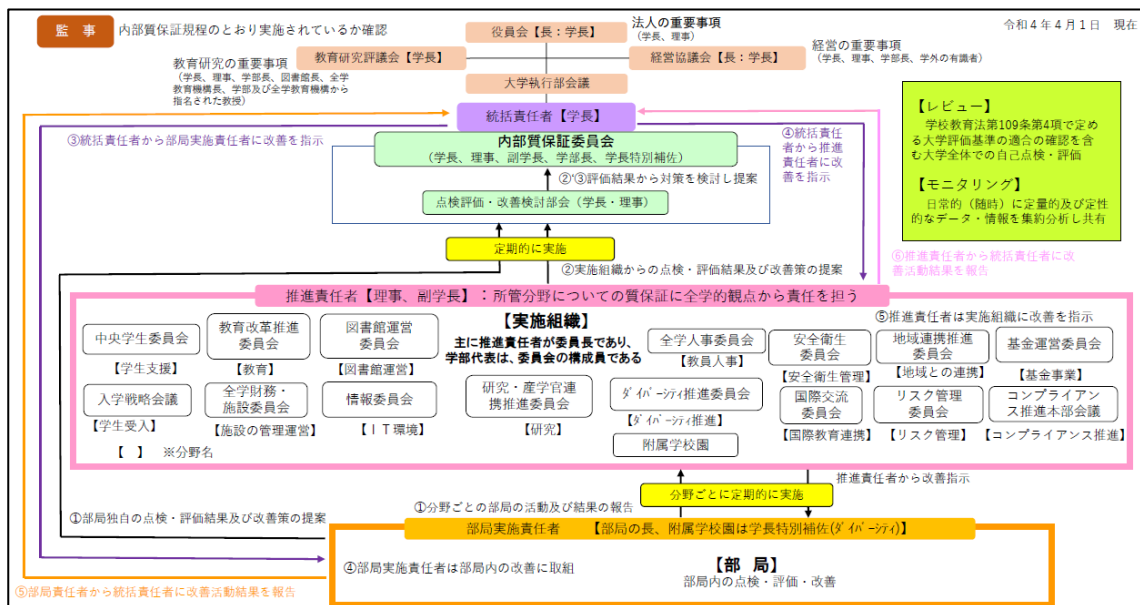 監　事
内部質保証規程のとおり実施されているか確認
令和４年４月１日　現在
役員会【長：学長】
法人の重要事項
（学長、理事）
教育研究評議会【学長】
経営協議会【長：学長】
経営の重要事項
（学長、理事、学部長、学外の有識者）
教育研究の重要事項
（学長、理事、学部長、図書館長、全学
教育機構長、学部及び全学教育機構から
指名された教授）
大学執行部会議
統括責任者【学長】
③統括責任者から部局実施責任者に改善を指示
④統括責任
者から推進
責任者に改
善を指示
内部質保証委員会
（学長、理事、副学長、学部長、学長特別補佐）
②'③評価結果から対策を検討し提案
点検評価・改善検討部会（学長・理事）
定期的に実施
②実施組織からの点検・評価結果及び改善策の提案
【レビュー】
学校教育法第109条第4項で定め
る大学評価基準の適合の確認を含
む大学全体での自己点検・評価
【モニタリング】
日常的（随時）に定量的及び定性
的なデータ・情報を集約分析し共有
⑥推進責任者から統括責任者に改
善活動結果を報告
推進責任者【理事、副学長】：所管分野についての質保証に全学的観点から責任を担う
【実施組織】
主に推進責任者が委員長であり、
学部代表は、委員会の構成員である
⑤推進責任者は実施組織に改善を指示
中央学生委員会
【学生支援】
教育改革推進
委員会
【教育】
図書館運営
委員会
【図書館運営】
全学人事委員会
【教員人事】
安全衛生
委員会
【安全衛生管理】
地域連携推進委
員会
【地域との連携】
基金運営委員会
【基金事業】
入学戦略会議
【学生受入】
全学財務・
施設委員会
【施設の管理運営】
情報委員会
【ＩＴ環境】
研究・産学官連
携推進委員会
【研究】
ﾀﾞｲﾊﾞｰｼﾃｨ推進委員会
【ﾀﾞｲﾊﾞｰｼﾃｨ推進】
附属学校園
国際交流
委員会
【国際教育連携】
リスク管理
委員会
【リスク管理】
コンプライアン
ス推進本部会議
【コンプライアンス推進】
【　】　※分野名
推進責任者から改善指示
分野ごとに定期的に実施
①分野ごとの部局の活動及び結果の報告
①部局独自の点検・評価結果及び改善策の提案
部局実施責任者　【部局の長、附属学校園は学長特別補佐(ﾀﾞｲﾊﾞｰｼﾃｨ)】
【部　局】
部局内の点検・評価・改善
④部局実施責任者は部局内の改善に取組
⑤部局責任者から統括責任者に改善活動結果を報告